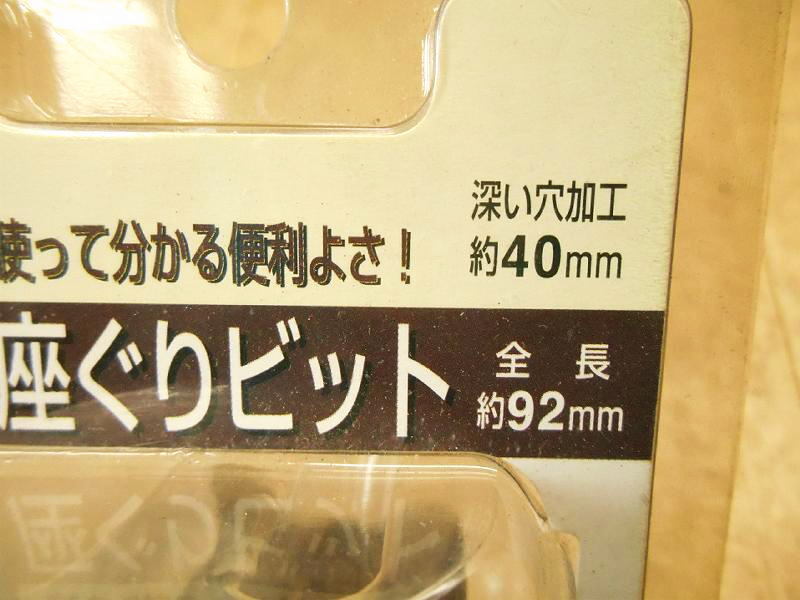 深い穴加工
約40mm
使って分かる便利よさ！
座ぐりビット
全長
約92mm